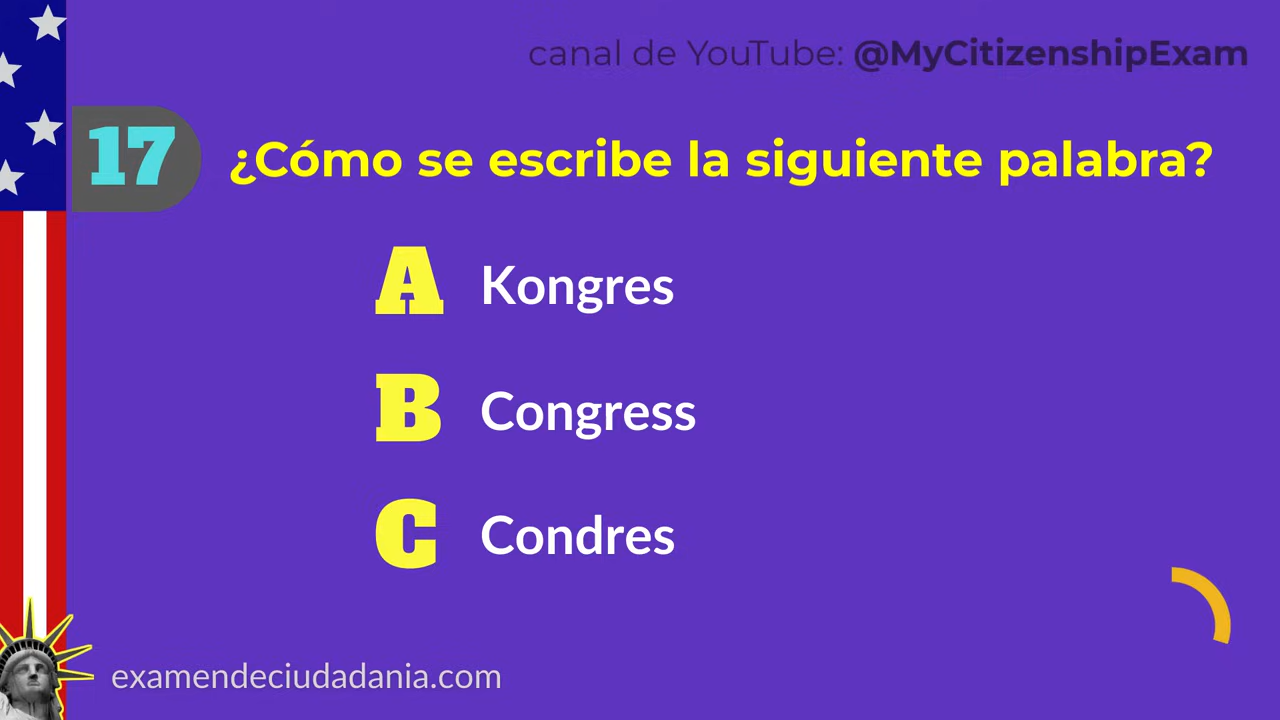 canal de YouTube: @MyCitizenshipExam
17 ¿Cómo se escribe la siguiente palabra?
A Kongres
B Congress
C Condres
examendeciudadania.com